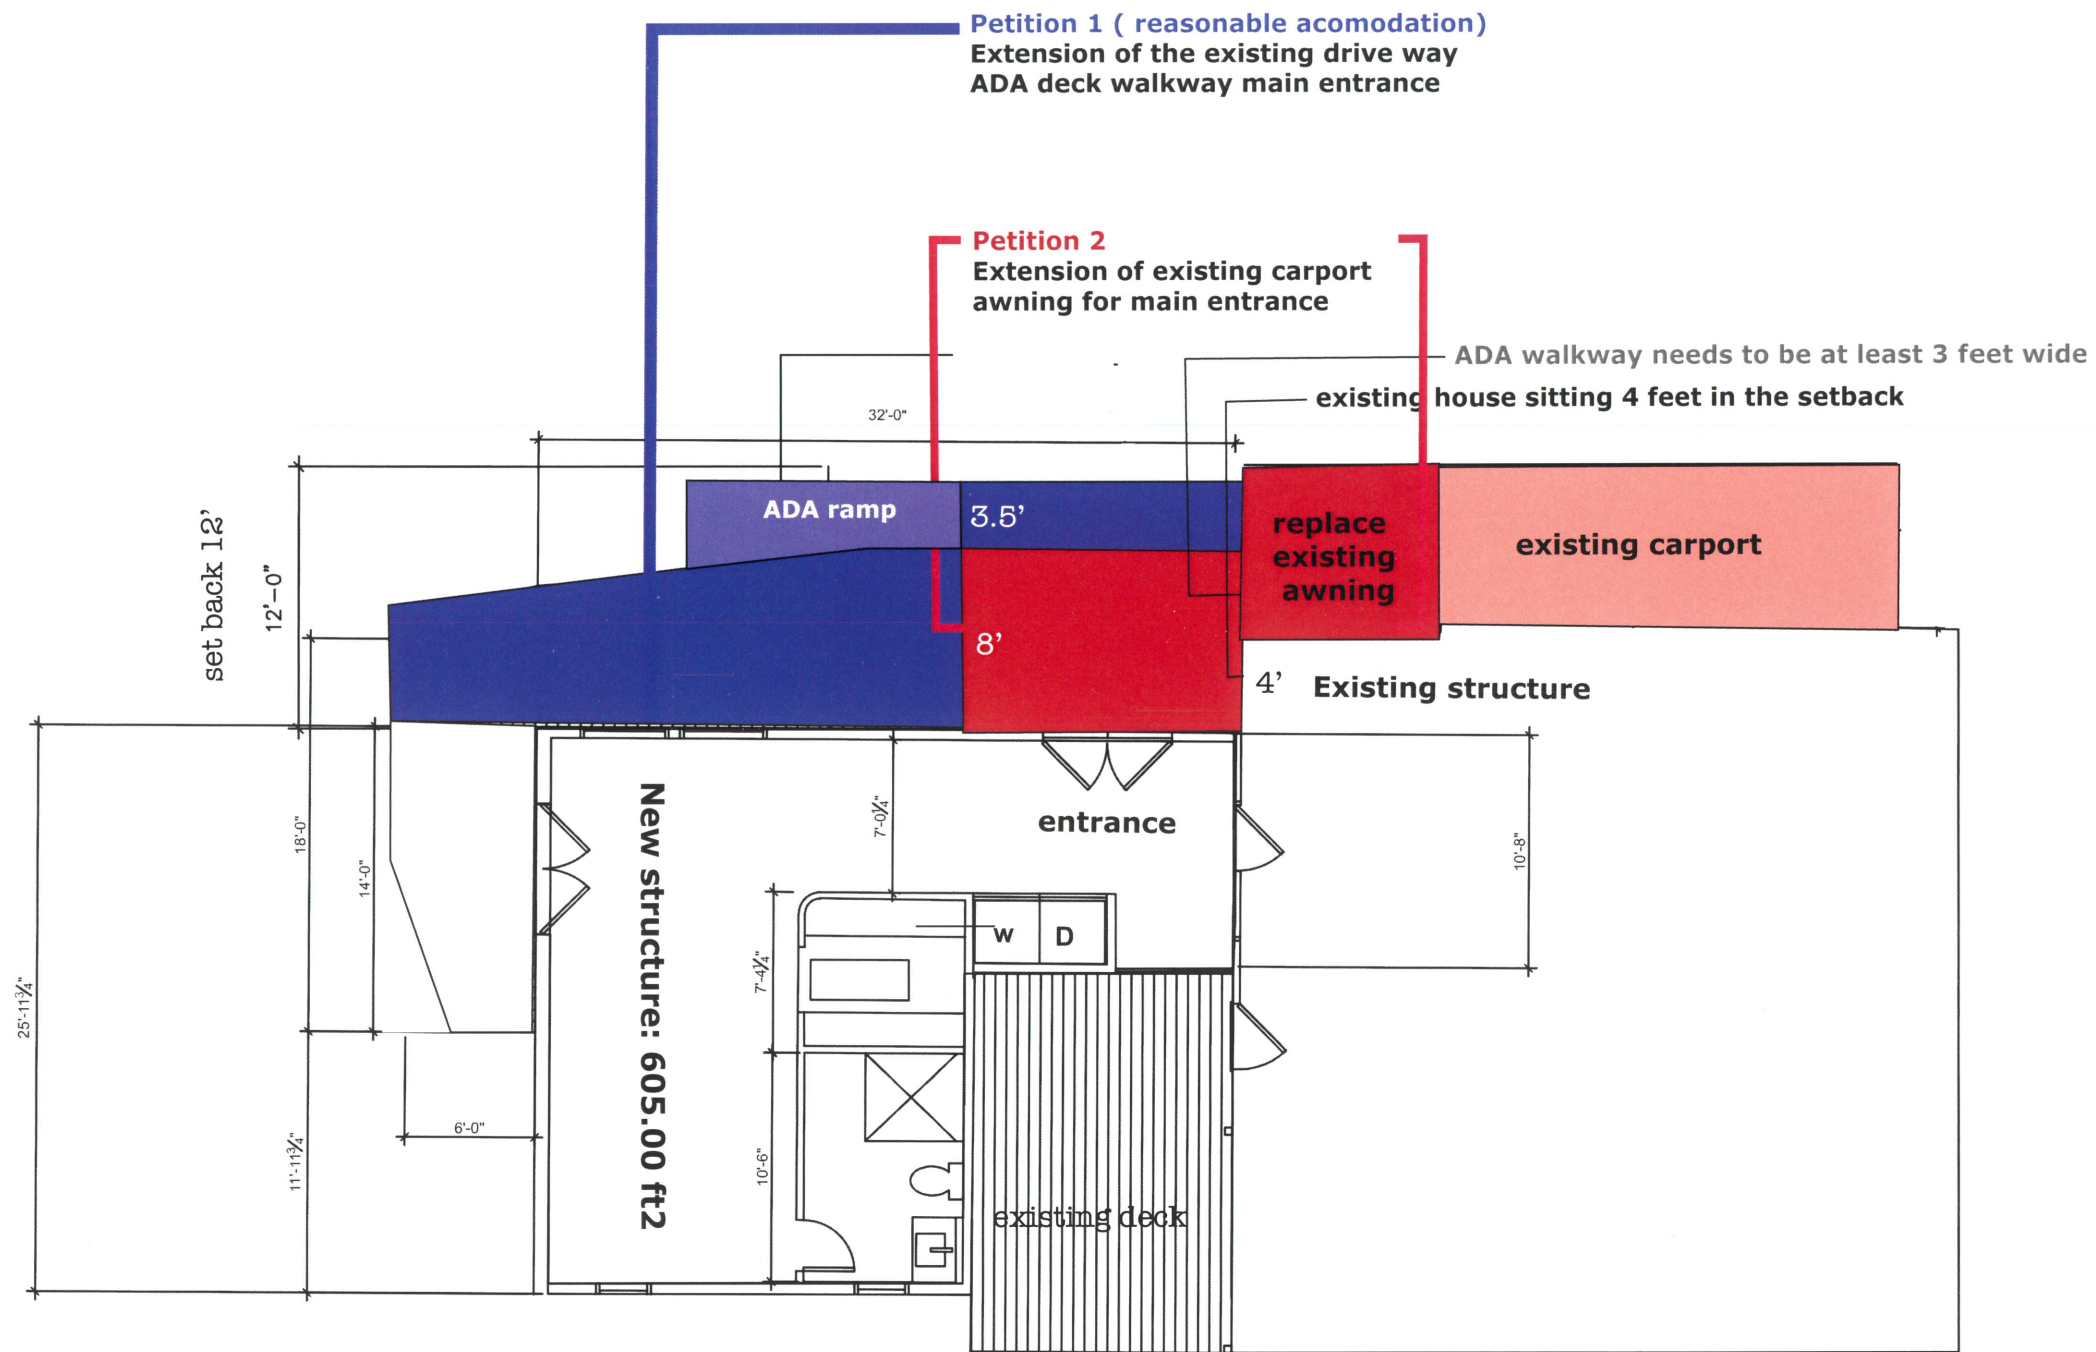 Petition 1 ( reasonable acomodation)
Extension of the existing drive way
ADA deck walkway main entrance
Petition 2
Extension of existing carport
awning for main entrance
ADA walkway needs to be at least 3 feet wide
existing house sitting 4 feet in the setback
32'-0"
set back 12'
12'-0"
ADA ramp
3.5'
replace
existing
awning
existing carport
8'
4'
Existing structure
New structure: 605.00 ft2
7'-0¼"
entrance
10'-8"
18'-0"
14'-0"
25'-11¾"
W
D
7'-4¼"
6'-0"
11'-11¾"
10'-6"
existing deck